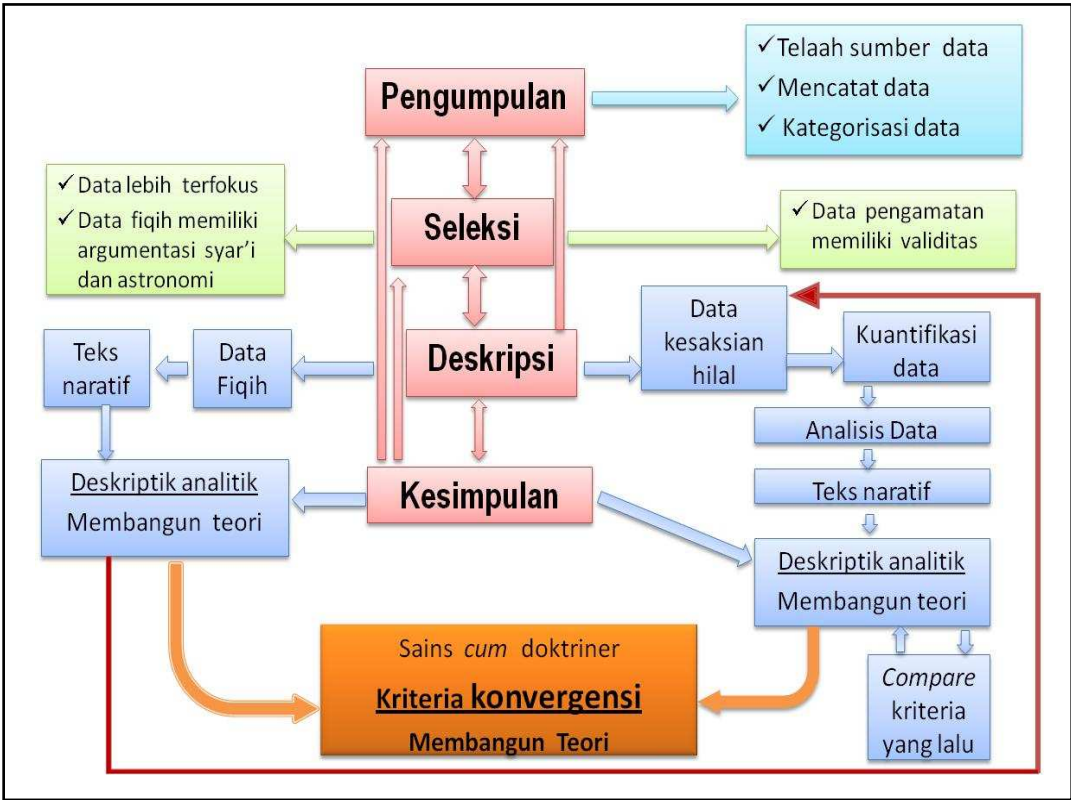 Pengumpulan
✓ Telaah sumber data
✓ Mencatat data
✓ Kategorisasi data
✓ Data lebih terfokus
✓ Data fiqih memiliki
argumentasi syar'i
dan astronomi
Seleksi
✓ Data pengamatan
memiliki validitas
Teks
naratif
Data
Fiqih
Deskripsi
Data
kesaksian
hilal
Kuantifikasi
data
Analisis Data
Teks naratif
Deskriptik analitik
Membangun teori
Kesimpulan
Deskriptik analitik
Membangun teori
Sains cum doktriner
Kriteria konvergensi
Membangun Teori
Compare
kriteria
yang lalu